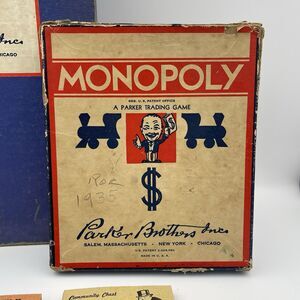 Inc.
CHICAGO
MONOPOLY
REG. U.S. PATENT OFFICE
A PARKER TRADING GAME
1935
$
Parker Brothers Inc.
SALEM, MASSACHUSETTS · NEW YORK · CHICAGO
MADE IN U.S.A.
Community Chest